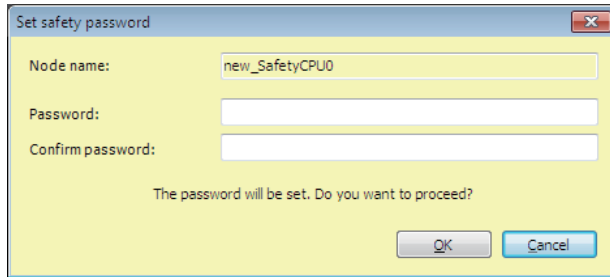 Set safety password
Node name: new_SafetyCPU0
Password:
Confirm password:
The password will be set. Do you want to proceed?
OK Cancel